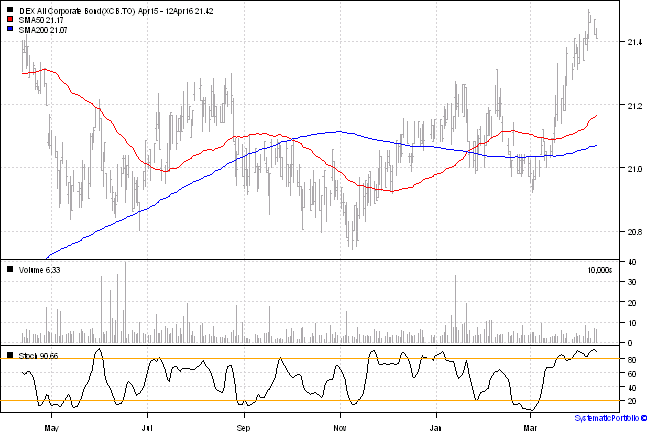 DEX All Corporate Bond(XCB.TO) Apr15 - 12Apr16 21.42
SMA50 21.17
SMA200 21.07
21.4
21.2
21.0
20.8
Volume 6.33
10,000s
40
30
20
10
0
Stoch 90.66
80
60
40
20
May Jul Sep Nov Jan Mar
SystematicPortfolio ©